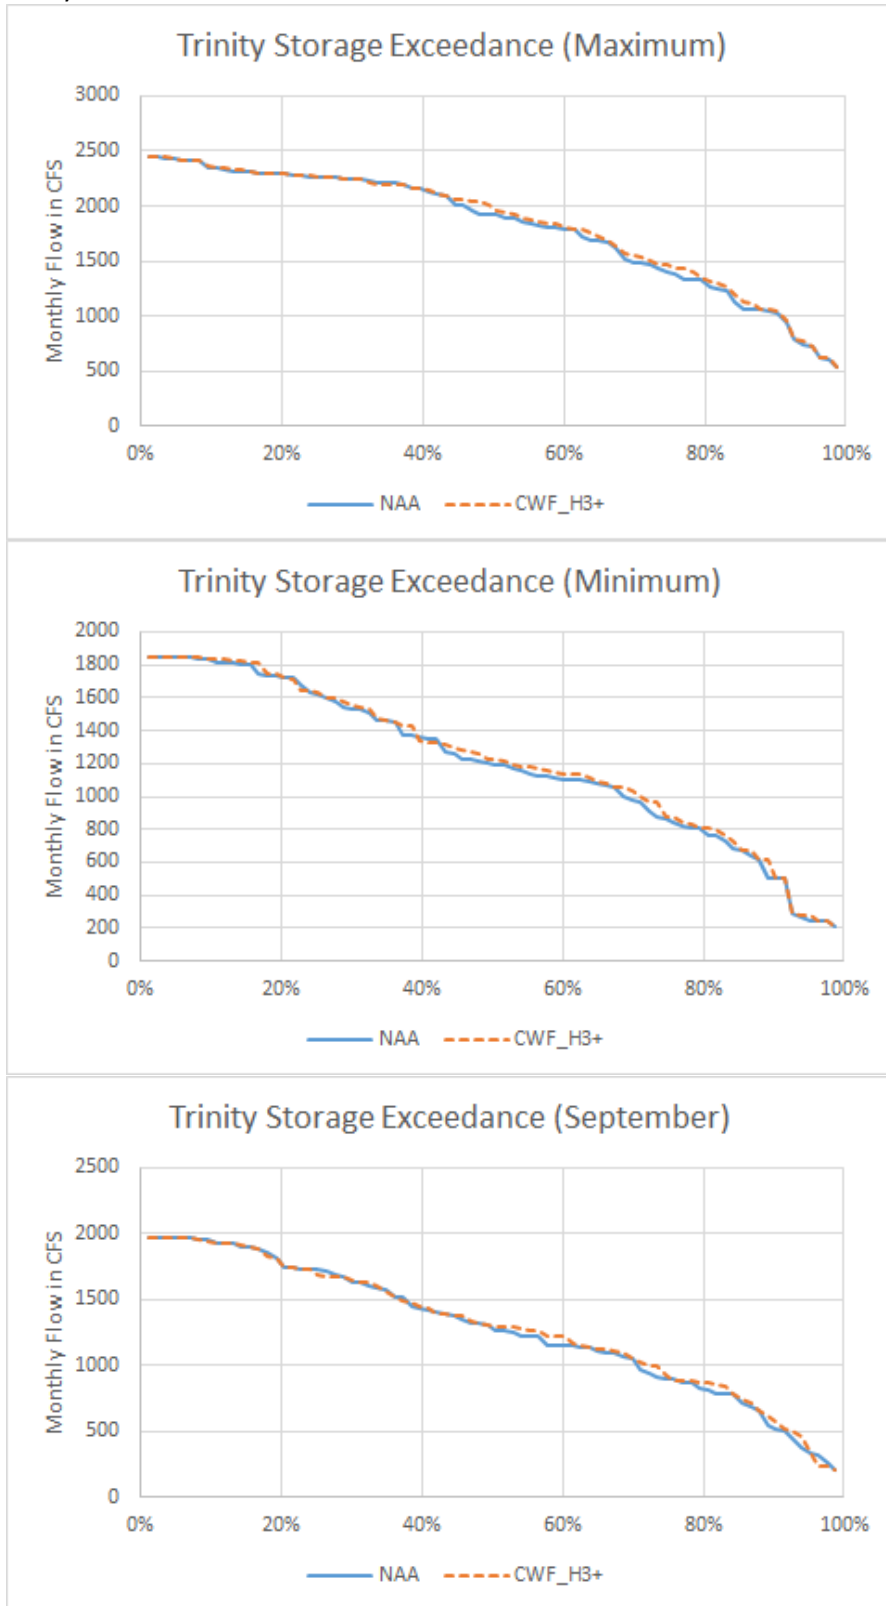 Trinity Storage Exceedance (Maximum)
3000
2500
2000
1500
1000
500
0
Monthly Flow in CFS
0% 20% 40% 60% 80% 100%
NAA CWF_H3+
Trinity Storage Exceedance (Minimum)
2000
1800
1600
1400
1200
1000
800
600
400
200
0
Monthly Flow in CFS
0% 20% 40% 60% 80% 100%
NAA CWF_H3+
Trinity Storage Exceedance (September)
2500
2000
1500
1000
500
0
Monthly Flow in CFS
0% 20% 40% 60% 80% 100%
NAA CWF_H3+